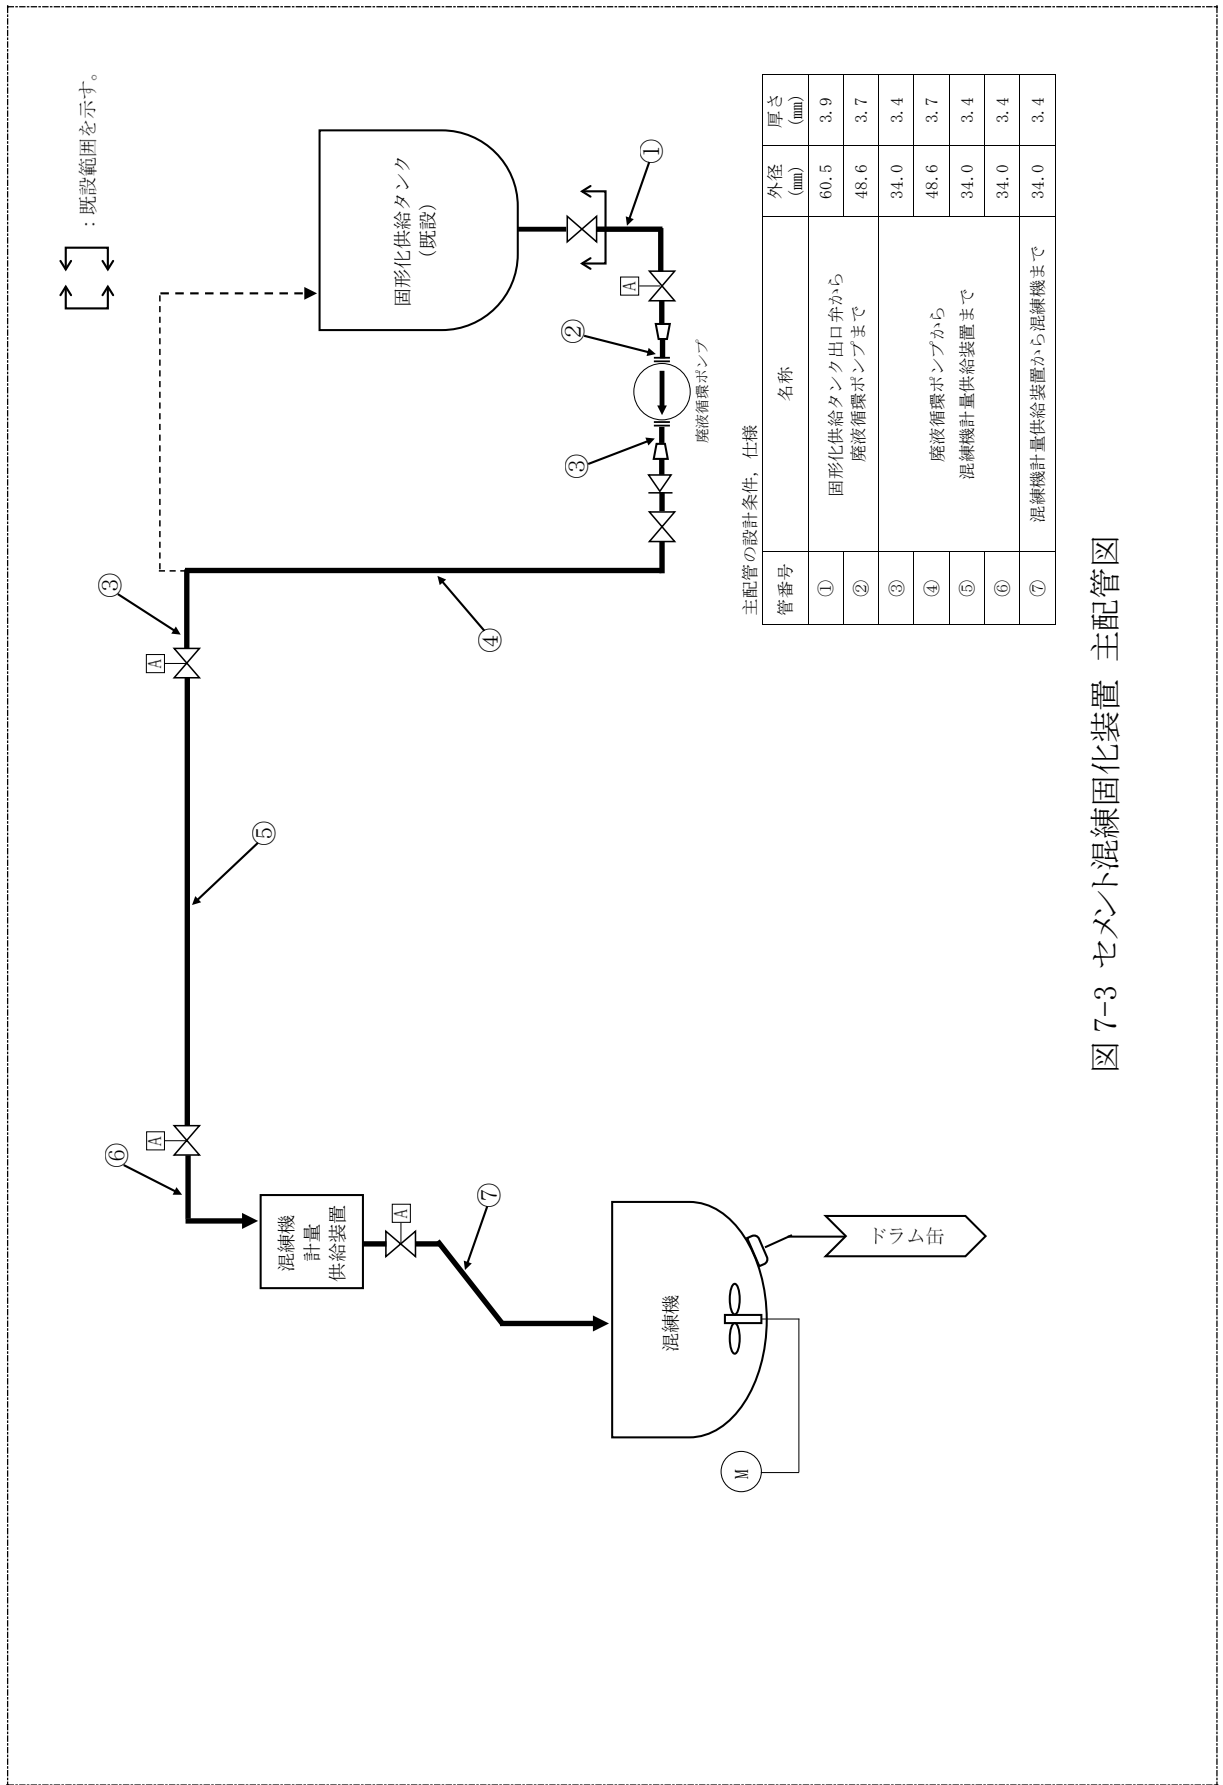 ：既設範囲を示す。
固形化供給タンク
(既設)
A
①
②
廃液循環ポンプ
③
④
③
A
⑤
A
⑥
混練機
計量
供給装置
A
⑦
混練機
M
ドラム缶
主配管の設計条件，仕様
管番号 名称 外径(mm) 厚さ(mm)
① 固形化供給タンク出口弁から 60.5 3.9
② 廃液循環ポンプまで 48.6 3.7
③ 34.0 3.4
④ 廃液循環ポンプから 48.6 3.7
⑤ 混練機計量供給装置まで 34.0 3.4
⑥ 34.0 3.4
⑦ 混練機計量供給装置から混練機まで 34.0 3.4
図 7-3 セメント混練固化装置 主配管図